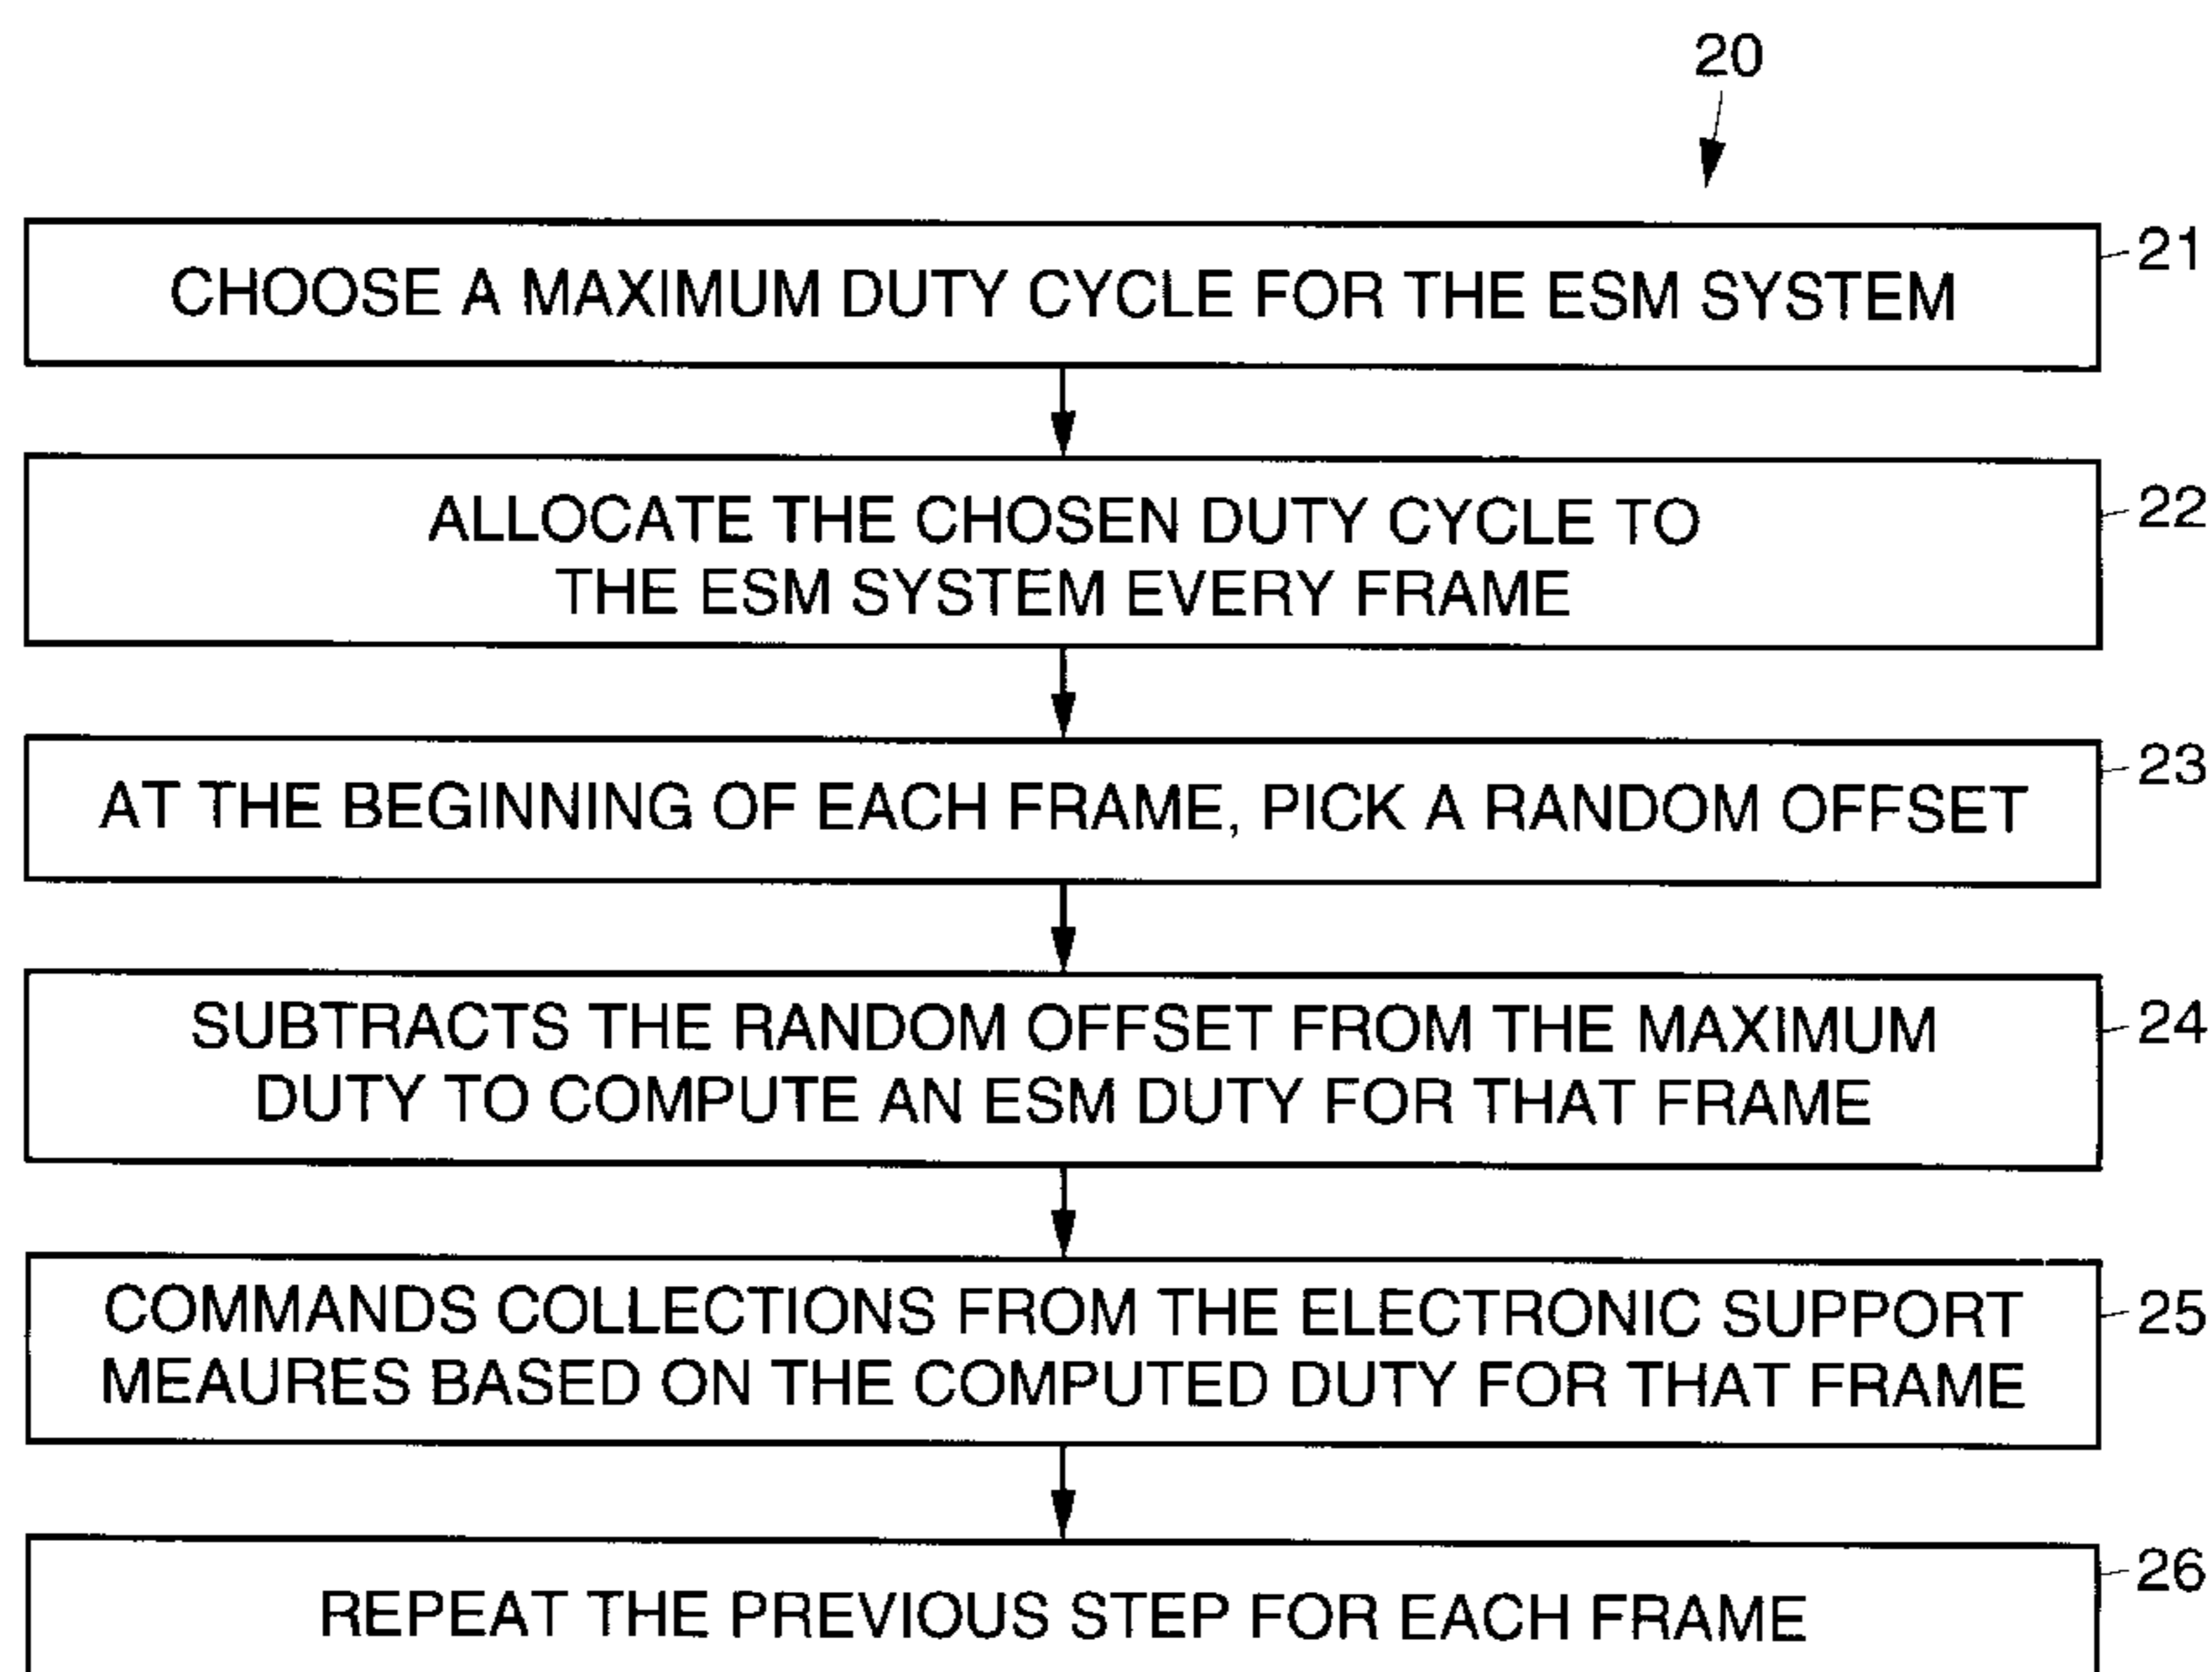 20
CHOOSE A MAXIMUM DUTY CYCLE FOR THE ESM SYSTEM
21
ALLOCATE THE CHOSEN DUTY CYCLE TO
THE ESM SYSTEM EVERY FRAME
22
AT THE BEGINNING OF EACH FRAME, PICK A RANDOM OFFSET
23
SUBTRACTS THE RANDOM OFFSET FROM THE MAXIMUM
DUTY TO COMPUTE AN ESM DUTY FOR THAT FRAME
24
COMMANDS COLLECTIONS FROM THE ELECTRONIC SUPPORT
MEAURES BASED ON THE COMPUTED DUTY FOR THAT FRAME
25
REPEAT THE PREVIOUS STEP FOR EACH FRAME
26